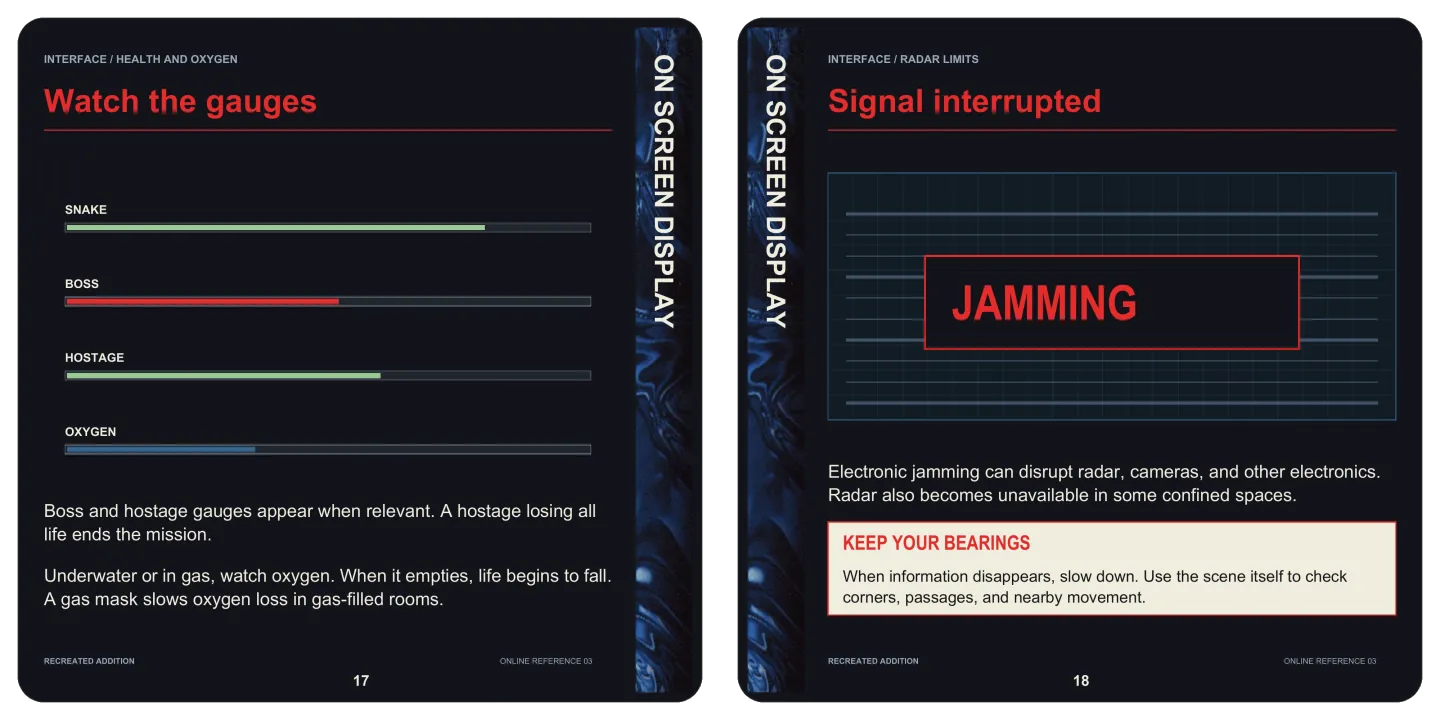 INTERFACE / HEALTH AND OXYGEN
Watch the gauges
SNAKE
BOSS
HOSTAGE
OXYGEN
Boss and hostage gauges appear when relevant. A hostage losing all
life ends the mission.
Underwater or in gas, watch oxygen. When it empties, life begins to fall.
A gas mask slows oxygen loss in gas-filled rooms.
RECREATED ADDITION
ONLINE REFERENCE 03
17
ON SCREEN DISPLAY
ON SCREEN DISPLAY
INTERFACE / RADAR LIMITS
Signal interrupted
JAMMING
Electronic jamming can disrupt radar, cameras, and other electronics.
Radar also becomes unavailable in some confined spaces.
KEEP YOUR BEARINGS
When information disappears, slow down. Use the scene itself to check
corners, passages, and nearby movement.
RECREATED ADDITION
ONLINE REFERENCE 03
18